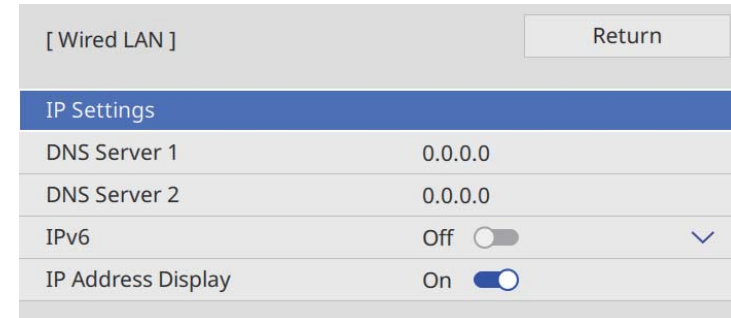 [ Wired LAN ]
Return
IP Settings
DNS Server 1 0.0.0.0
DNS Server 2 0.0.0.0
IPv6 Off
IP Address Display On